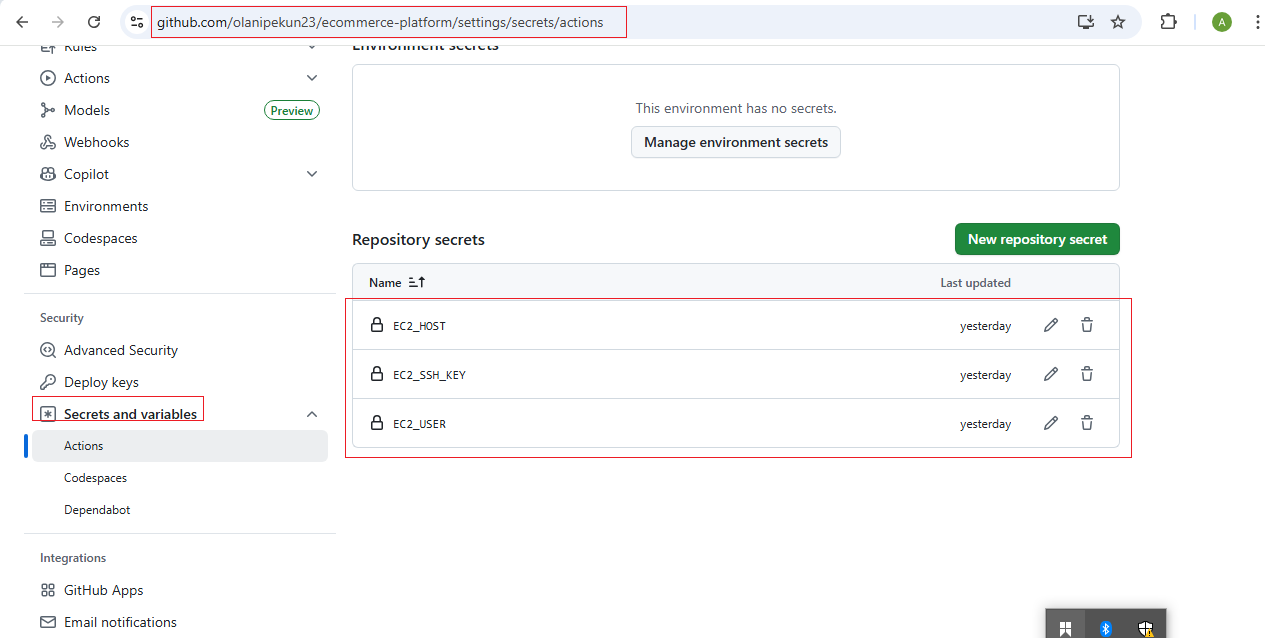 github.com/olanipekun23/ecommerce-platform/settings/secrets/actions
A
Rules
Actions
Models Preview
Webhooks
Copilot
Environments
Codespaces
Pages
Security
Advanced Security
Deploy keys
Secrets and variables
Actions
Codespaces
Dependabot
Integrations
GitHub Apps
Email notifications
Environment secrets
This environment has no secrets.
Manage environment secrets
Repository secrets
New repository secret
Name Last updated
EC2_HOST yesterday
EC2_SSH_KEY yesterday
EC2_USER yesterday